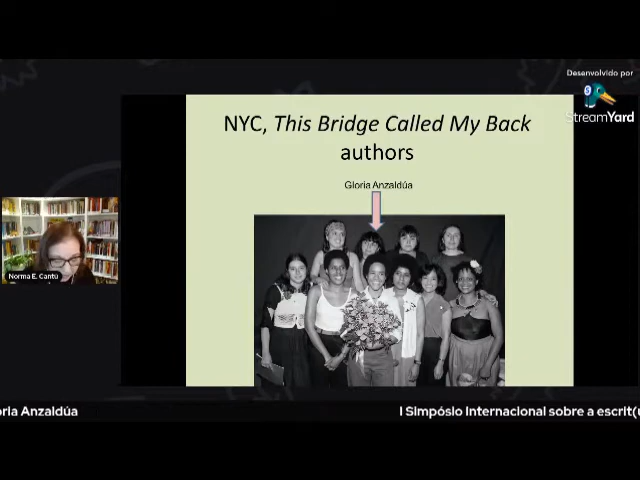 Desenvolvido por
StreamYard
NYC, This Bridge Called My Back
authors
Gloria Anzaldúa
Norma E. Cantú
oria Anzaldúa
I Simpósio Internacional sobre a escrit(u